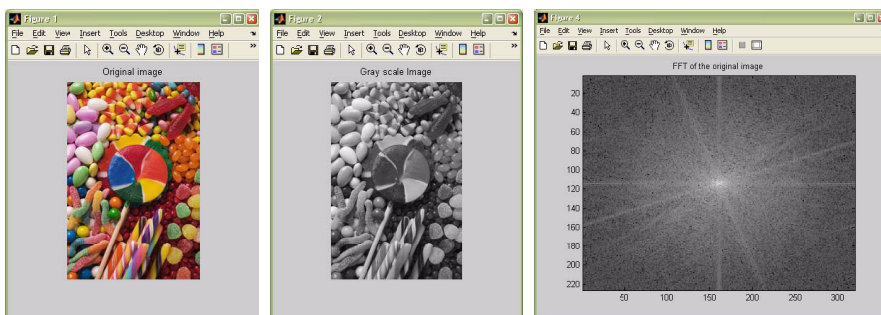 Figure 1
File Edit View Insert Tools Desktop Window
Original image
Figure 2
File Edit View Insert Tools Desktop Window
Gray scale Image
Figure 4
File Edit View Insert Tools Desktop Window Help
FFT of the original image
20
40
60
80
100
120
140
160
180
200
220
50 100 150 200 250 300